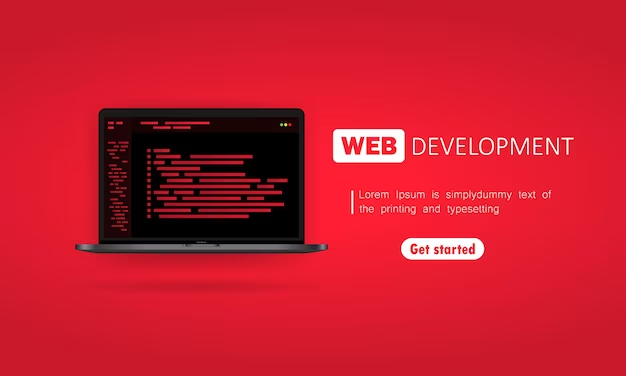 WEB DEVELOPMENT
Lorem Ipsum is simplydummy text of
the printing and typesetting
Get started